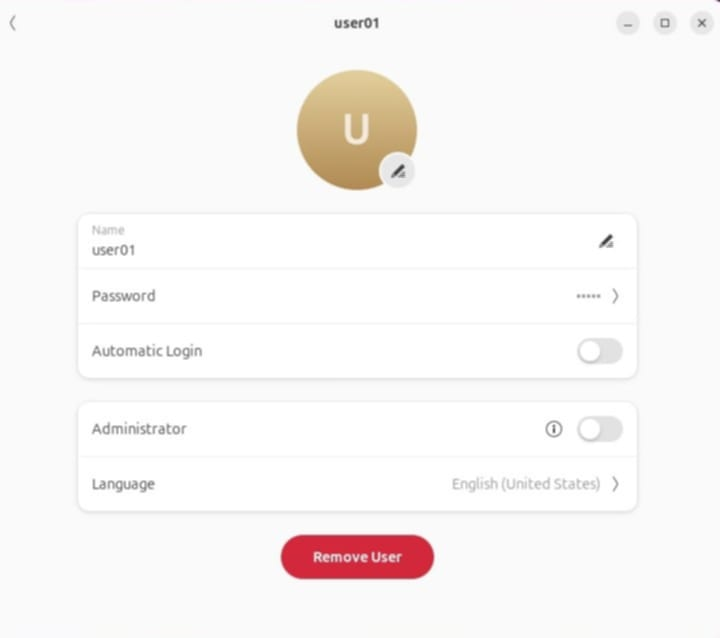 user01
U
Name
user01
Password •••••
Automatic Login
Administrator
Language English (United States)
Remove User